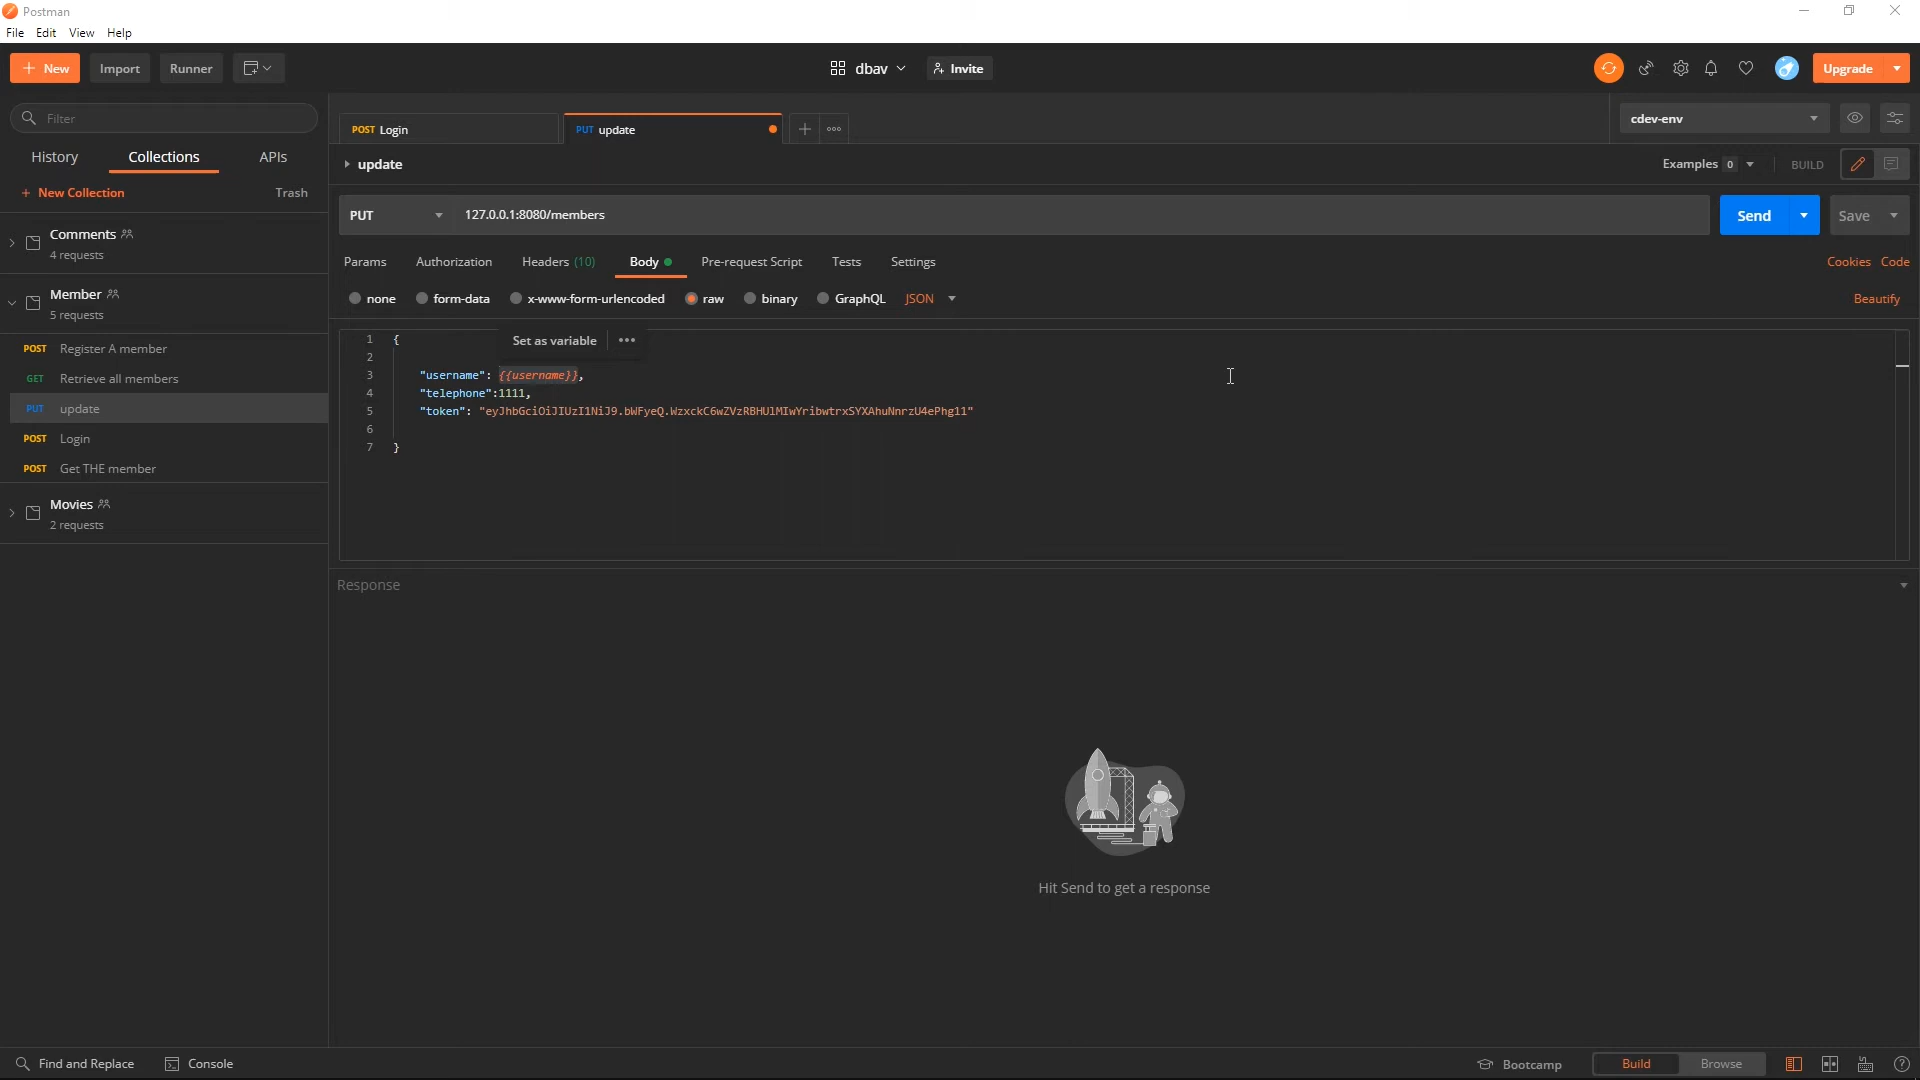 Postman
File Edit View Help
New Import Runner dbav Invite Upgrade
Filter
History Collections APIs
+ New Collection Trash
Comments
4 requests
Member
5 requests
POST Register A member
GET Retrieve all members
PUT update
POST Login
POST Get THE member
Movies
2 requests
POST Login PUT update cdev-env
update Examples 0 BUILD
PUT 127.0.0.1:8080/members Send Save
Params Authorization Headers (10) Body Pre-request Script Tests Settings Cookies Code
none form-data x-www-form-urlencoded raw binary GraphQL JSON Beautify
Set as variable
1 {
2
3 "username": {{username}},
4 "telephone":1111,
5 "token": "eyJhbGciOiJIUzI1NiJ9.bWFyeQ.WzxckC6wZVzRBHUlMIwYribwtrxSYXAhuNnrzU4ePhg11"
6
7 }
Response
Hit Send to get a response
Find and Replace Console Bootcamp Build Browse